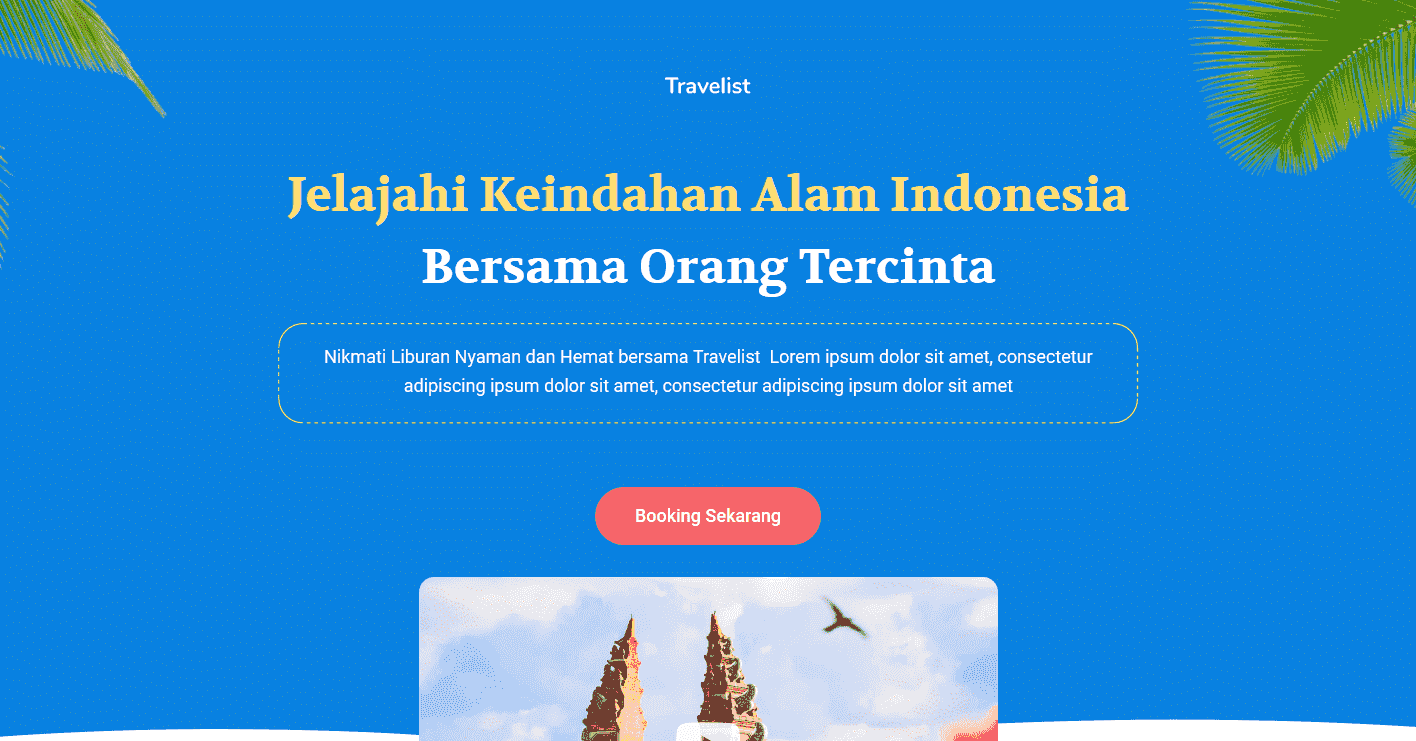 Travelist
Jelajahi Keindahan Alam Indonesia
Bersama Orang Tercinta
Nikmati Liburan Nyaman dan Hemat bersama Travelist  Lorem ipsum dolor sit amet, consectetur
adipiscing ipsum dolor sit amet, consectetur adipiscing ipsum dolor sit amet
Booking Sekarang